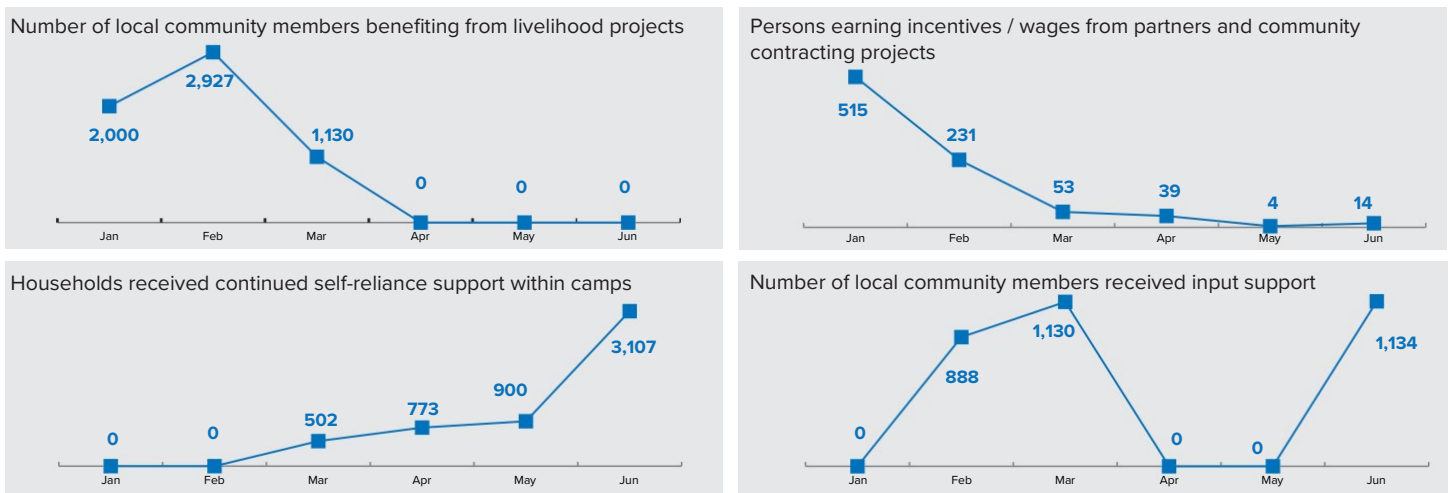 Number of local community members benefiting from livelihood projects
2,927
2,000
1,130
0
0
0
Jan
Feb
Mar
Apr
May
Jun
Persons earning incentives / wages from partners and community
contracting projects
515
231
53
39
4
14
Jan
Feb
Mar
Apr
May
Jun
Households received continued self-reliance support within camps
0
0
502
773
900
3,107
Jan
Feb
Mar
Apr
May
Jun
Number of local community members received input support
0
888
1,130
0
0
1,134
Jan
Feb
Mar
Apr
May
Jun